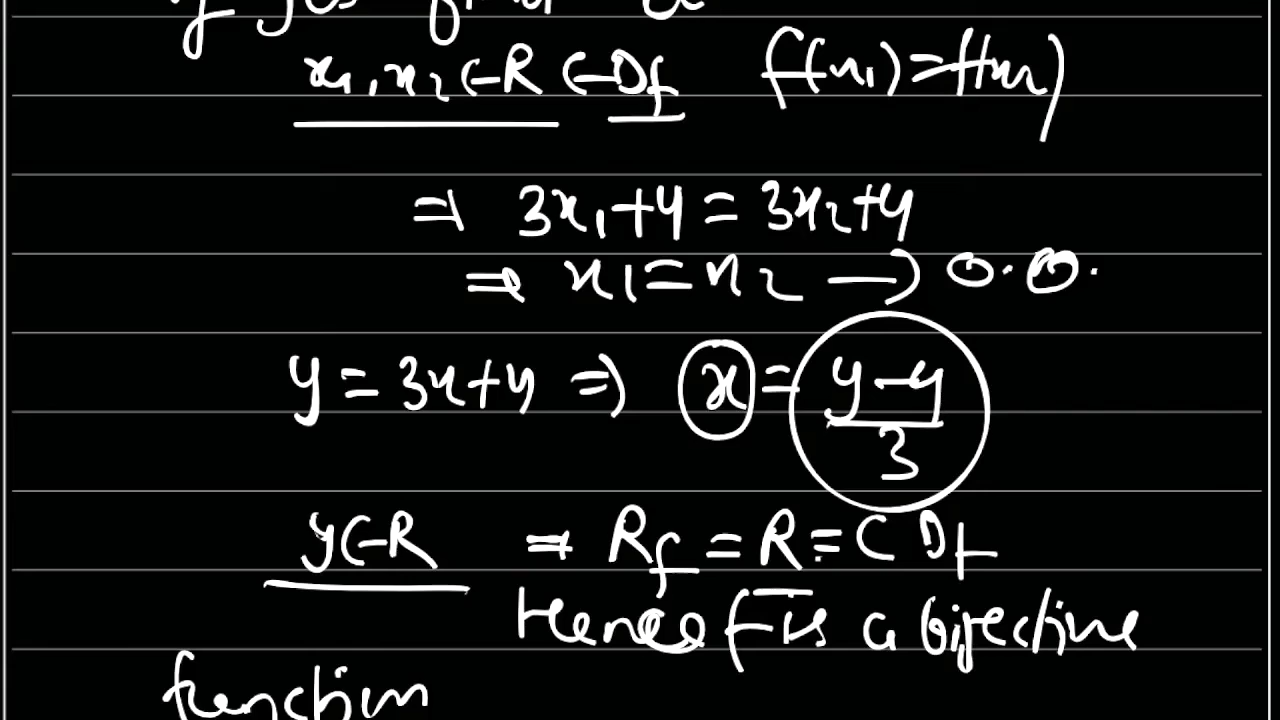 x₁, x₂ ∈ R ∈ Df f(x₁) = f(x₂)
⇒ 3x₁+4 = 3x₂+4
⇒ x₁ = x₂ → O.O.
y = 3x+4 ⇒ x = y-4/3
y ∈ R ⇒ Rf = R = CDf
Hence f is a bijective
function